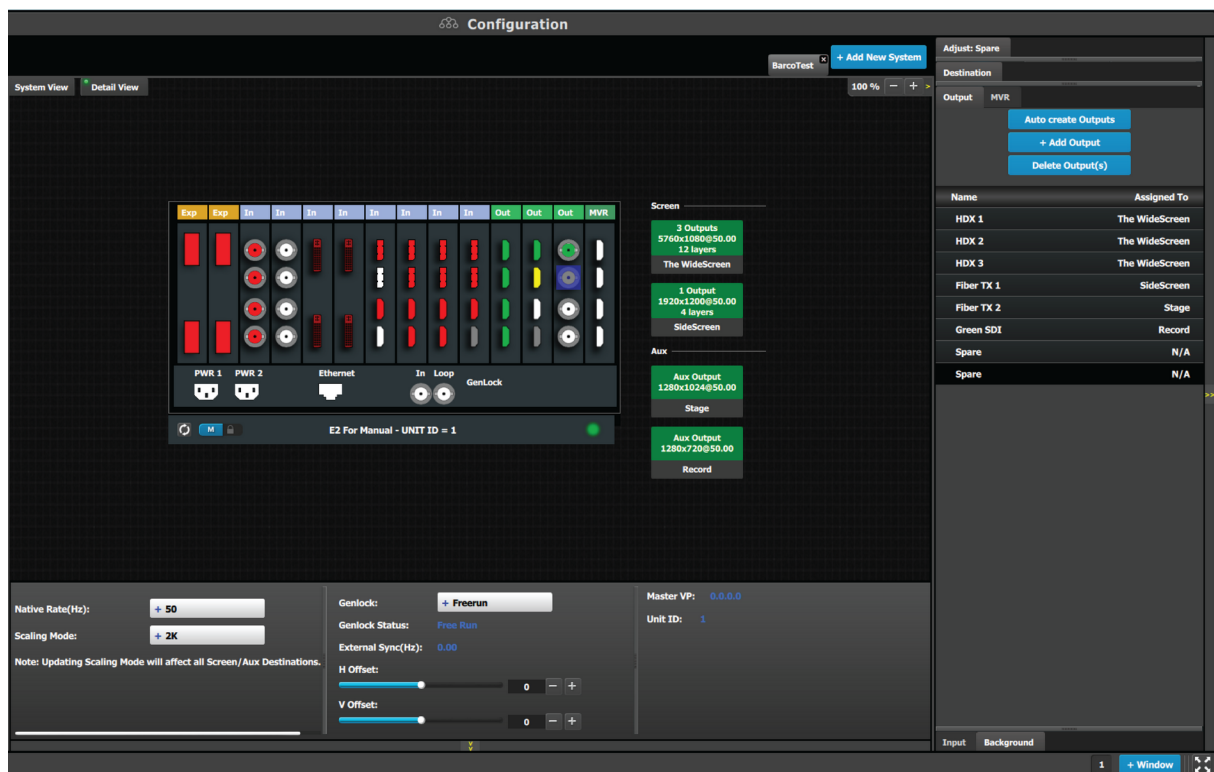 Configuration
BarcoTest
+ Add New System
System View
Detail View
100 %
Exp Exp In In In In In In In In Out Out Out MVR
PWR 1 PWR 2 Ethernet In Loop
GenLock
M
E2 For Manual - UNIT ID = 1
Screen
3 Outputs
5760x1080@50.00
12 layers
The WideScreen
1 Output
1920x1200@50.00
4 layers
SideScreen
Aux
Aux Output
1280x1024@50.00
Stage
Aux Output
1280x720@50.00
Record
Native Rate(Hz): + 50
Scaling Mode: + 2K
Note: Updating Scaling Mode will affect all Screen/Aux Destinations.
Genlock: + Freerun
Genlock Status: Free Run
External Sync(Hz): 0.00
H Offset:
0 − +
V Offset:
0 − +
Master VP: 0.0.0.0
Unit ID: 1
Adjust: Spare
Destination
Output MVR
Auto create Outputs
+ Add Output
Delete Output(s)
Name Assigned To
HDX 1 The WideScreen
HDX 2 The WideScreen
HDX 3 The WideScreen
Fiber TX 1 SideScreen
Fiber TX 2 Stage
Green SDI Record
Spare N/A
Spare N/A
Input Background
1 + Window